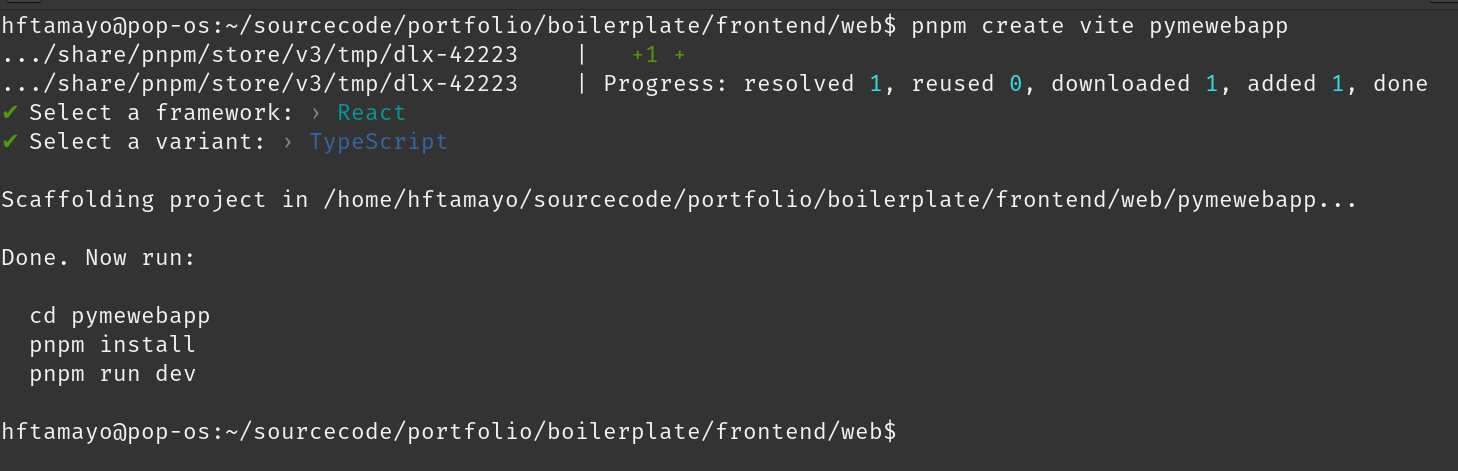 hftamayo@pop-os:~/sourcecode/portfolio/boilerplate/frontend/web$ pnpm create vite pymewebapp
.../share/pnpm/store/v3/tmp/dlx-42223    |   +1 +
.../share/pnpm/store/v3/tmp/dlx-42223    | Progress: resolved 1, reused 0, downloaded 1, added 1, done
✔ Select a framework: › React
✔ Select a variant: › TypeScript
Scaffolding project in /home/hftamayo/sourcecode/portfolio/boilerplate/frontend/web/pymewebapp...
Done. Now run:
  cd pymewebapp
  pnpm install
  pnpm run dev
hftamayo@pop-os:~/sourcecode/portfolio/boilerplate/frontend/web$